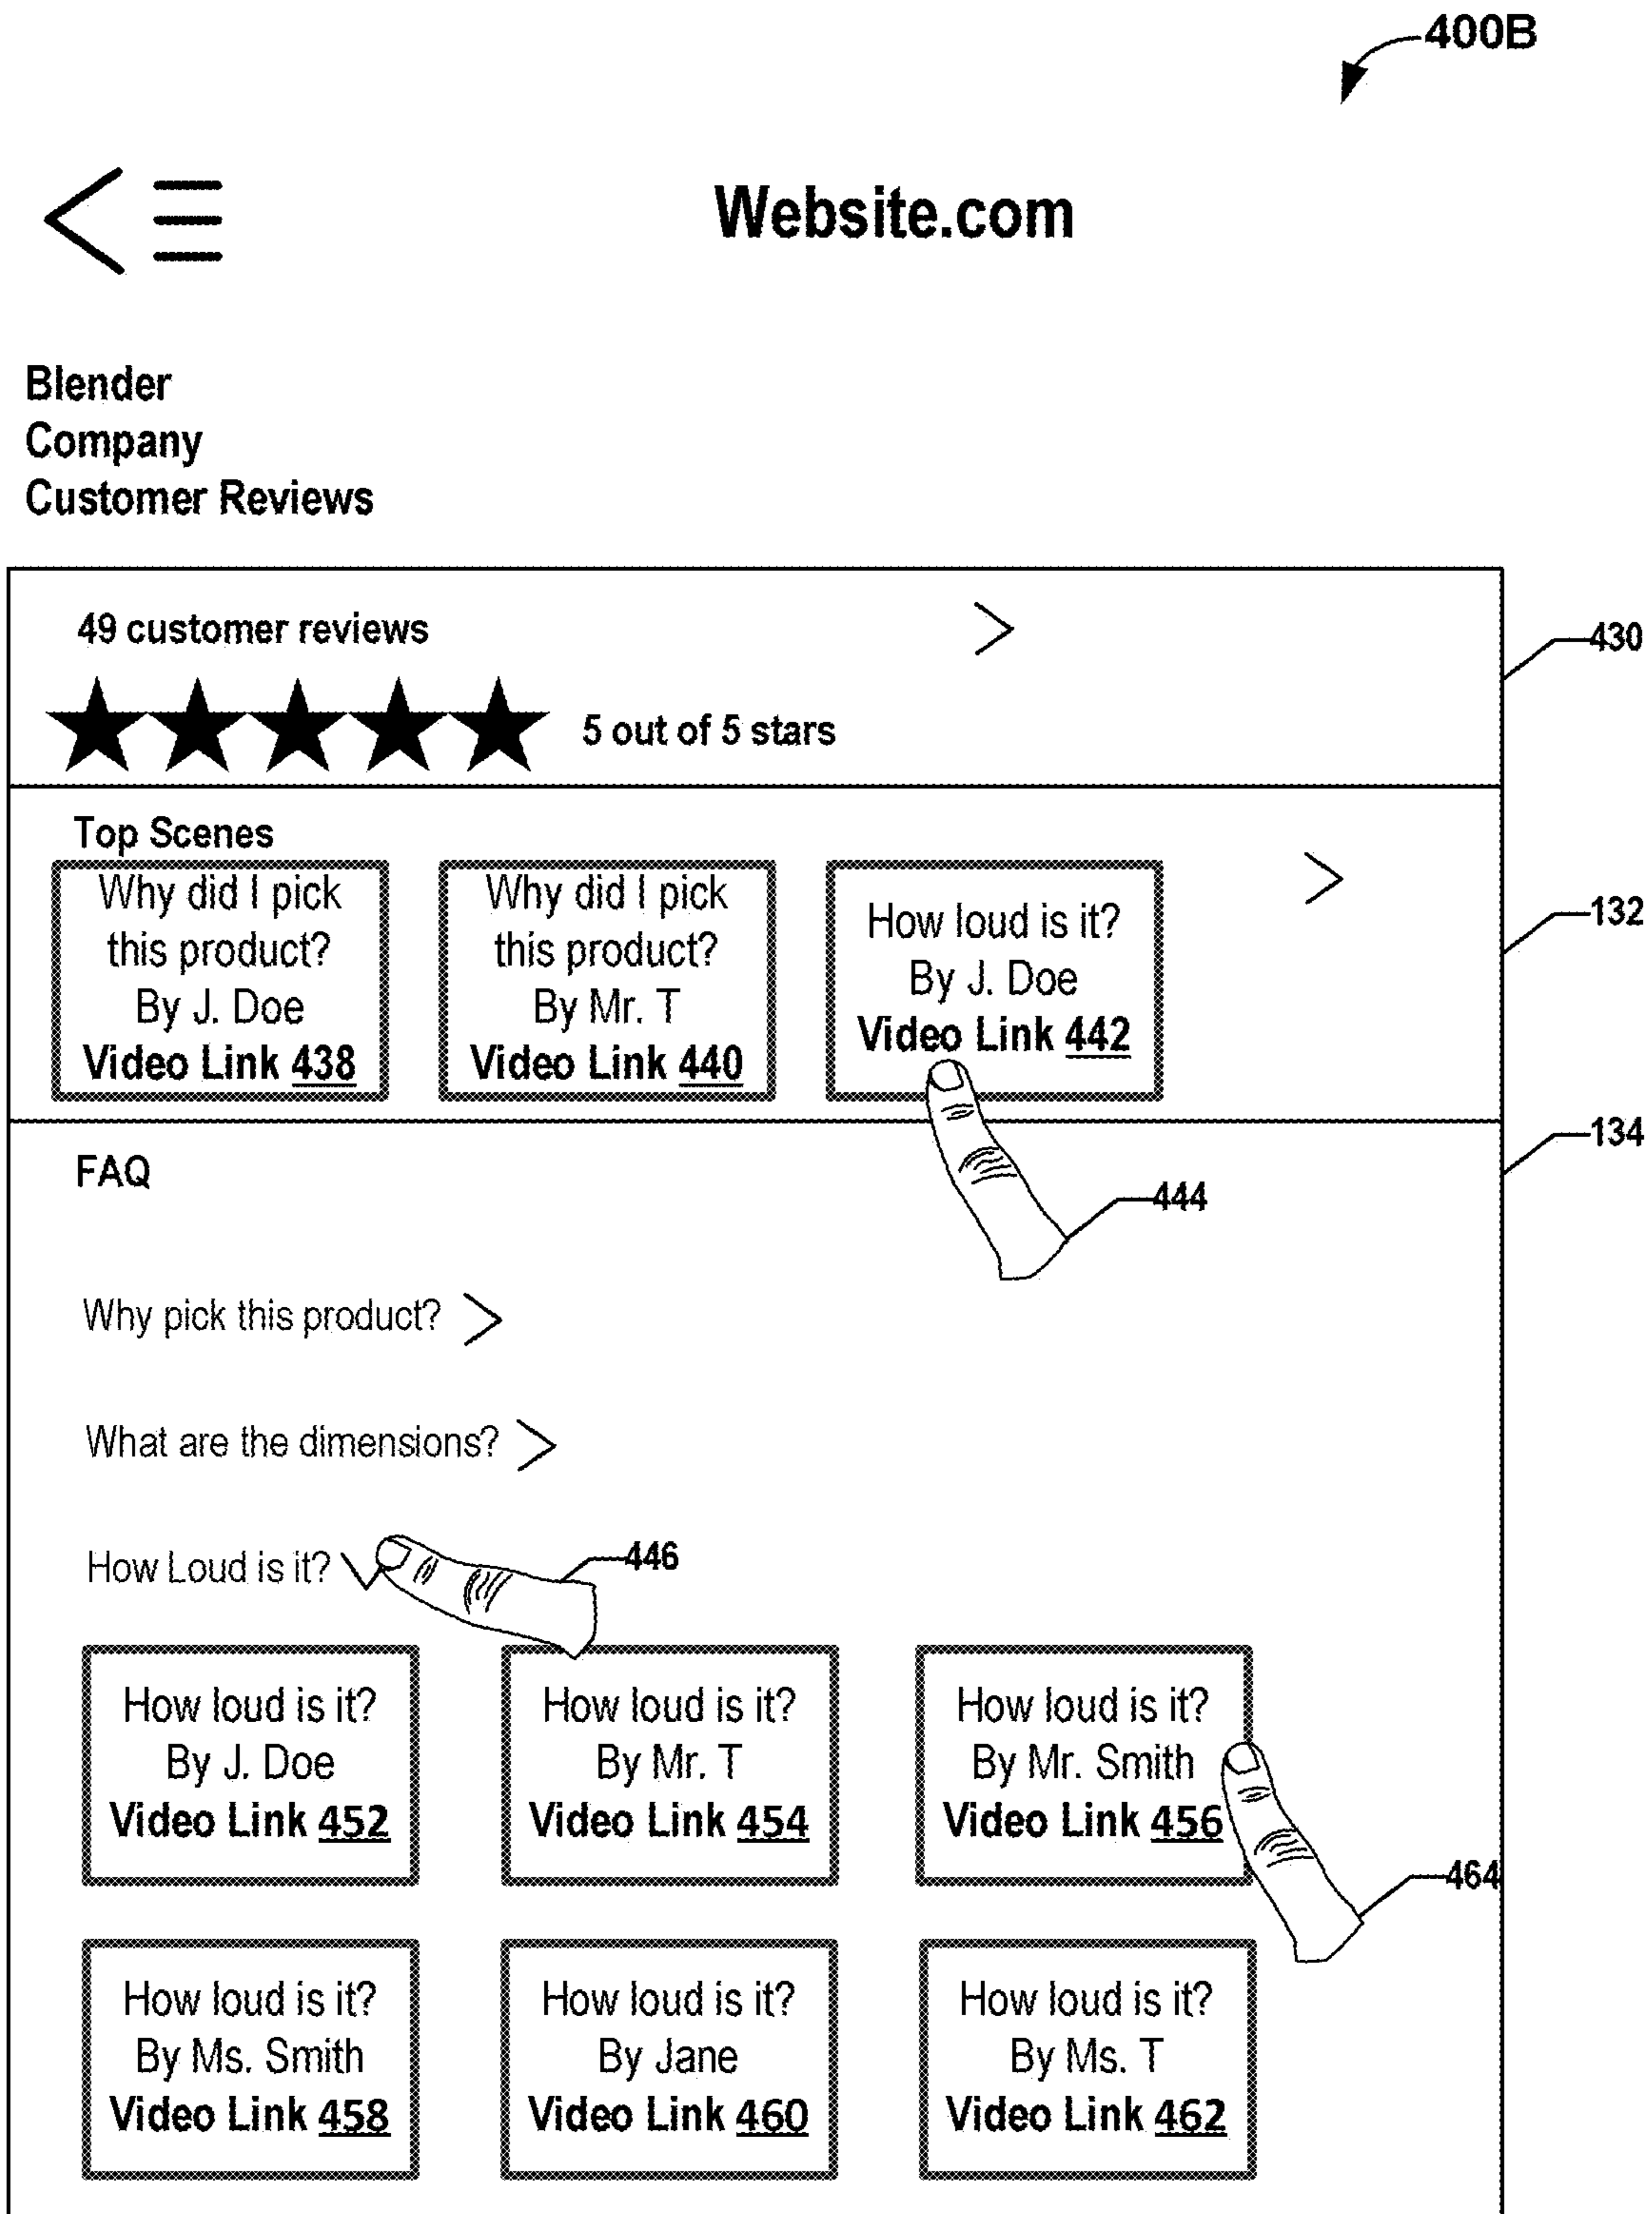 400B
Website.com
Blender
Company
Customer Reviews
49 customer reviews
430
5 out of 5 stars
Top Scenes
Why did I pick
this product?
By J. Doe
Video Link 438
Why did I pick
this product?
By Mr. T
Video Link 440
How loud is it?
By J. Doe
Video Link 442
132
134
FAQ
444
Why pick this product?
What are the dimensions?
How Loud is it?
446
How loud is it?
By J. Doe
Video Link 452
How loud is it?
By Mr. T
Video Link 454
How loud is it?
By Mr. Smith
Video Link 456
464
How loud is it?
By Ms. Smith
Video Link 458
How loud is it?
By Jane
Video Link 460
How loud is it?
By Ms. T
Video Link 462